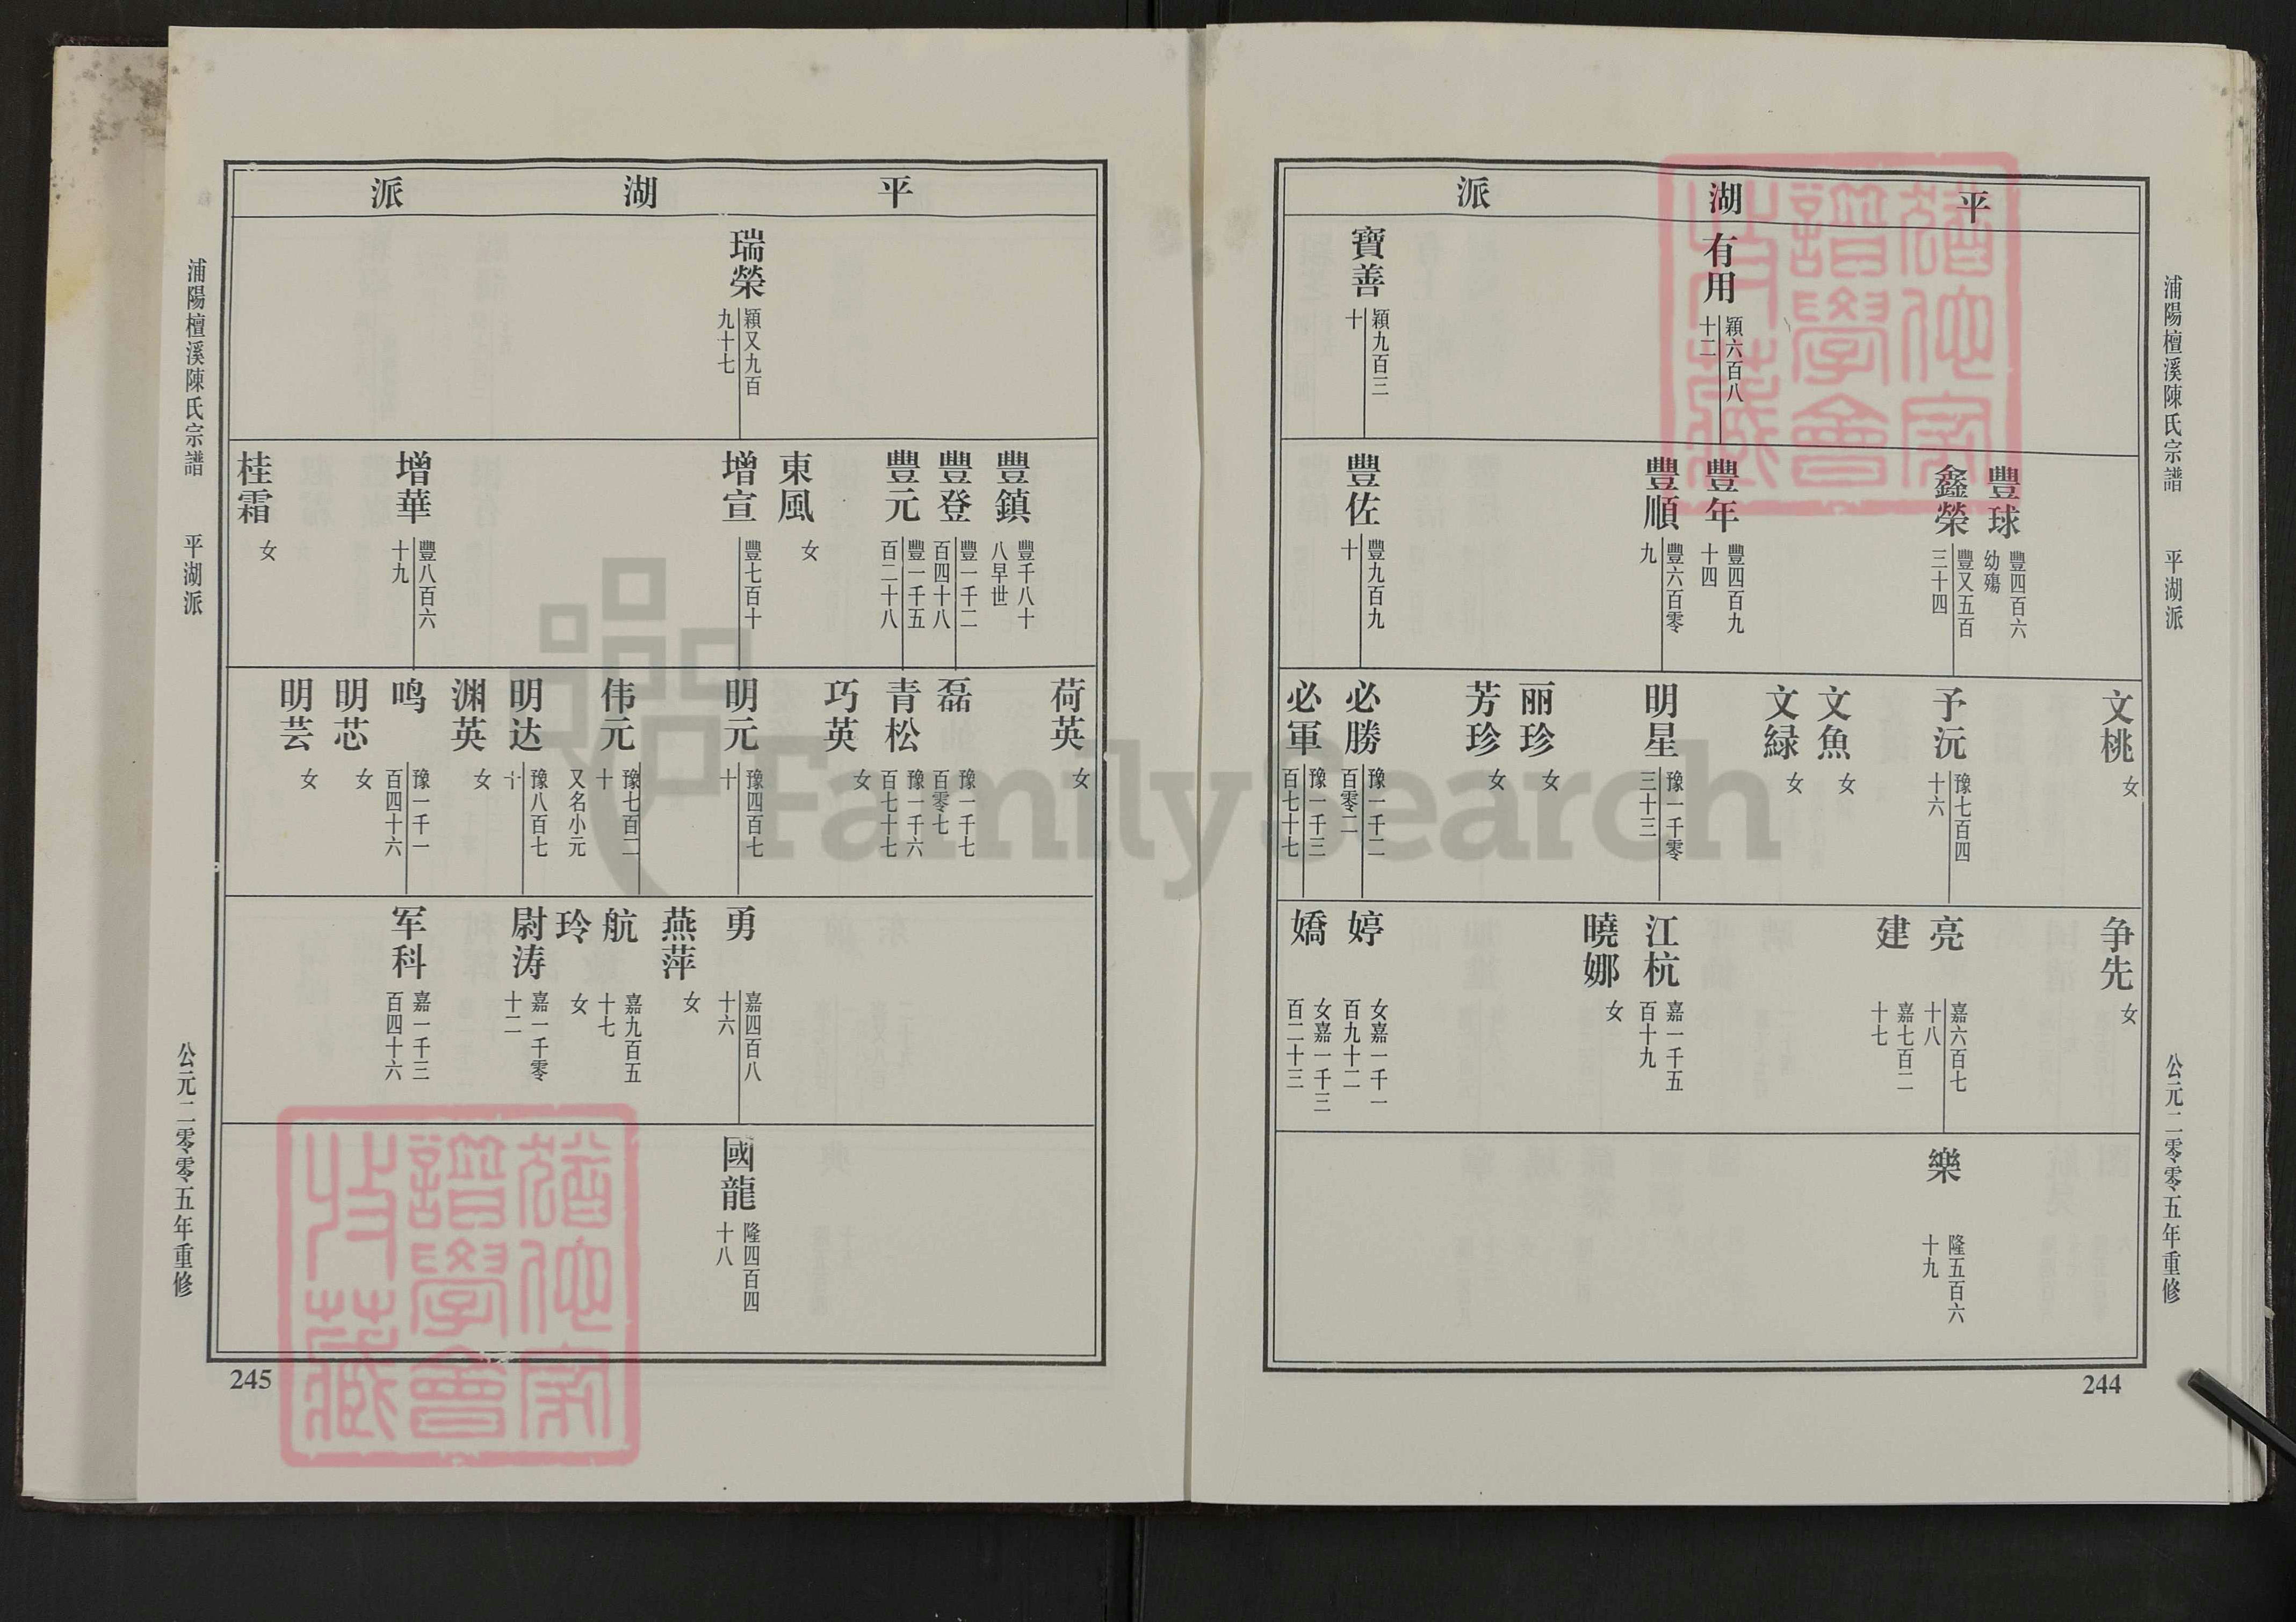 浦陽檀溪陳氏宗譜 平湖派 公元二零零五年重修
平湖派
有用 穎六百八十二
寶善 穎九百三十
豐球 豐四百六 幼殤
鑫榮 豐又五百三十四
豐年 豐四百九十四
豐順 豐六百零九
豐佐 豐九百九十
文桃 女
予沅 豫七百四十六
文魚 女
文緑 女
明星 豫一千零三十三
丽珍 女
芳珍 女
必勝 豫一千二百零二
必軍 豫一千三百七十七
争先 女
亮 嘉六百七十八
建 嘉七百二十七
江杭 嘉一千五百十九
曉娜 女
婷 女嘉一千一百九十二
嬌 女嘉一千三百二十三
樂 隆五百六十九
244
平湖派
瑞榮 穎又九百九十七
豐鎮 豐千八十八早世
豐登 豐一千二百四十八
豐元 豐一千五百二十八
東風 女
增宣 豐七百十
增華 豐八百六十九
桂霜 女
荷英 女
磊 豫一千七百零七
青松 豫一千六百七十七
巧英 女
明元 豫四百七十
伟元 豫七百二十 又名小元
明达 豫八百七十
渊英 女
鸣 豫一千一百四十六
明芯 女
明芸 女
勇 嘉四百八十六
燕萍 女
航 嘉九百五十七
玲 女
尉涛 嘉一千零十二
军科 嘉一千三百四十六
國龍 隆四百四十八
浦陽檀溪陳氏宗譜 平湖派 公元二零零五年重修
245
FamilySearch